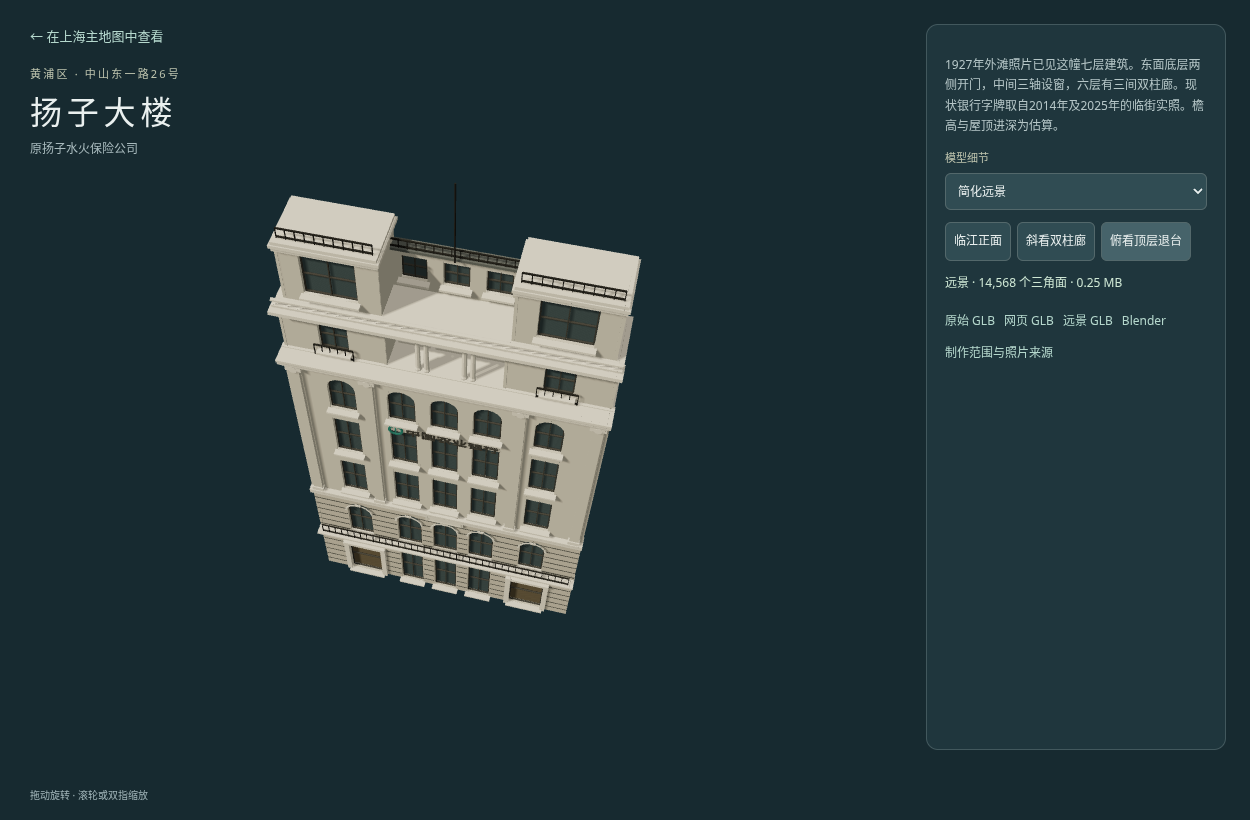 ← 在上海主地图中查看
黄浦区 · 中山东一路26号
扬子大楼
原扬子水火保险公司
1927年外滩照片已见这幢七层建筑。东面底层两
侧开门，中间三轴设窗，六层有三间双柱廊。现
状银行字牌取自2014年及2025年的临街实照。檐
高与屋顶进深为估算。
模型细节
简化远景
临江正面 斜看双柱廊 俯看顶层退台
远景 · 14,568 个三角面 · 0.25 MB
原始 GLB 网页 GLB 远景 GLB Blender
制作范围与照片来源
拖动旋转 · 滚轮或双指缩放